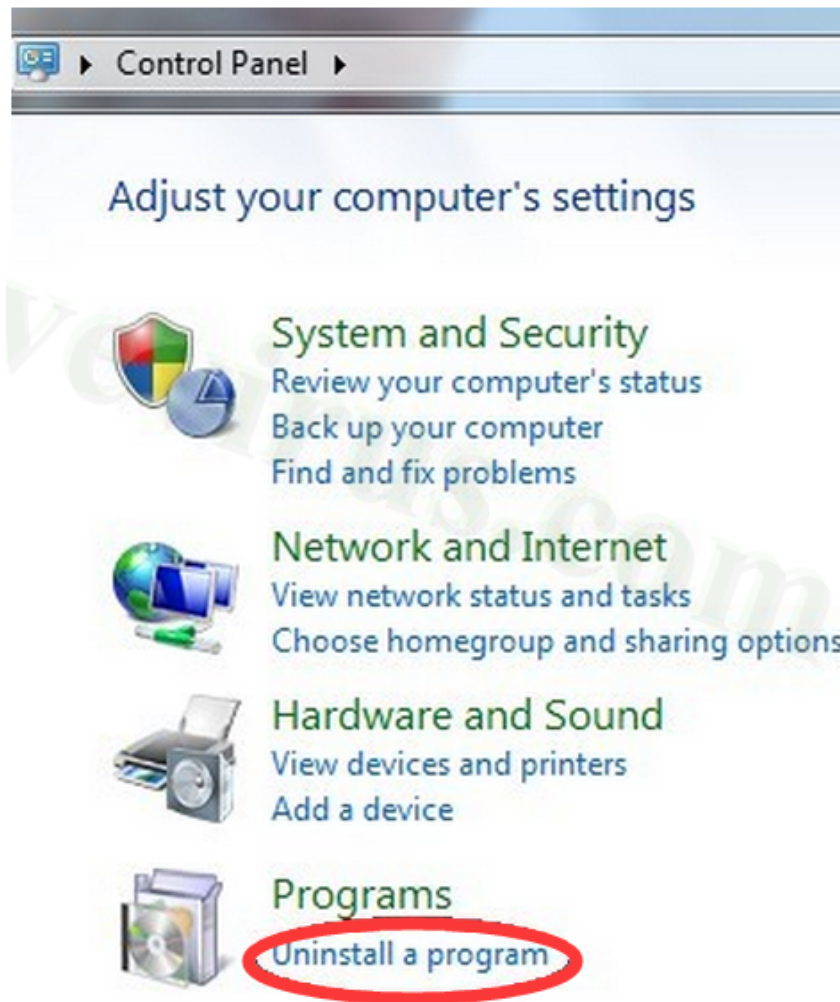 Control Panel
Adjust your computer's settings
System and Security
Review your computer's status
Back up your computer
Find and fix problems
Network and Internet
View network status and tasks
Choose homegroup and sharing options
Hardware and Sound
View devices and printers
Add a device
Programs
Uninstall a program